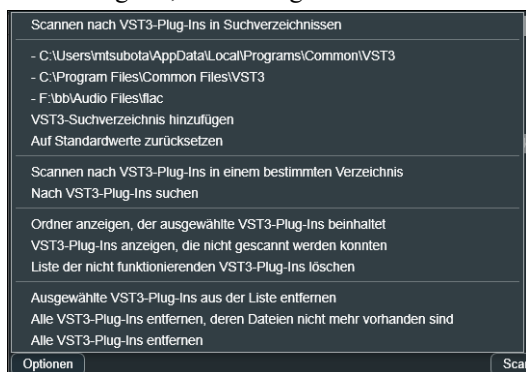 Scannen nach VST3-Plug-Ins in Suchverzeichnissen
- C:\Users\mtsubota\AppData\Local\Programs\Common\VST3
- C:\Program Files\Common Files\VST3
- F:\bb\Audio Files\flac
VST3-Suchverzeichnis hinzufügen
Auf Standardwerte zurücksetzen
Scannen nach VST3-Plug-Ins in einem bestimmten Verzeichnis
Nach VST3-Plug-Ins suchen
Ordner anzeigen, der ausgewählte VST3-Plug-Ins beinhaltet
VST3-Plug-Ins anzeigen, die nicht gescannt werden konnten
Liste der nicht funktionierenden VST3-Plug-Ins löschen
Ausgewählte VST3-Plug-Ins aus der Liste entfernen
Alle VST3-Plug-Ins entfernen, deren Dateien nicht mehr vorhanden sind
Alle VST3-Plug-Ins entfernen
Optionen